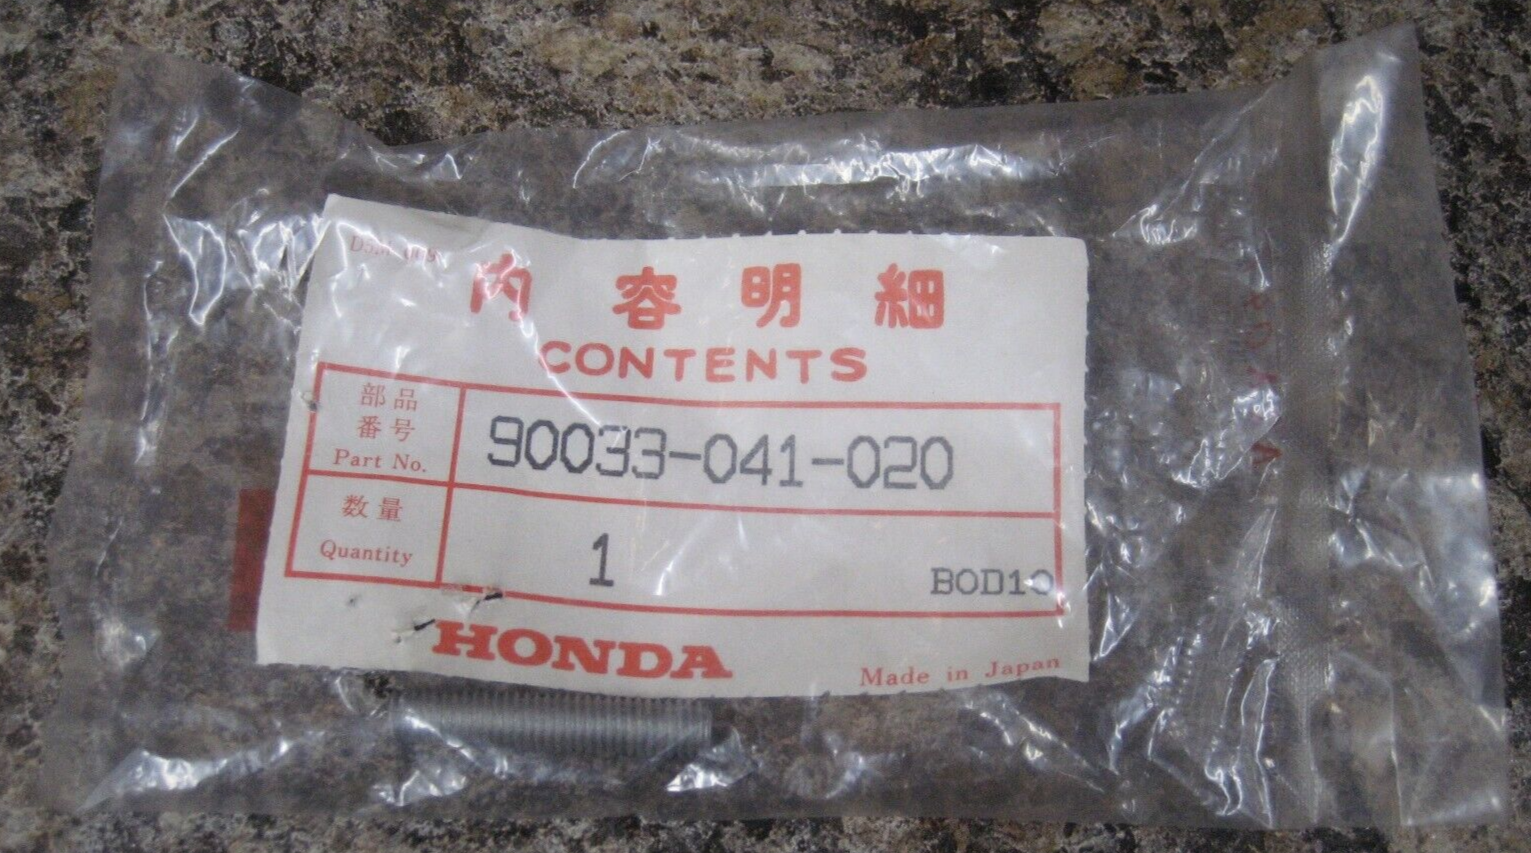 内容明細
CONTENTS
部品
番号
Part No.
90033-041-020
数量
Quantity
1
BOD10
HONDA
Made in Japan